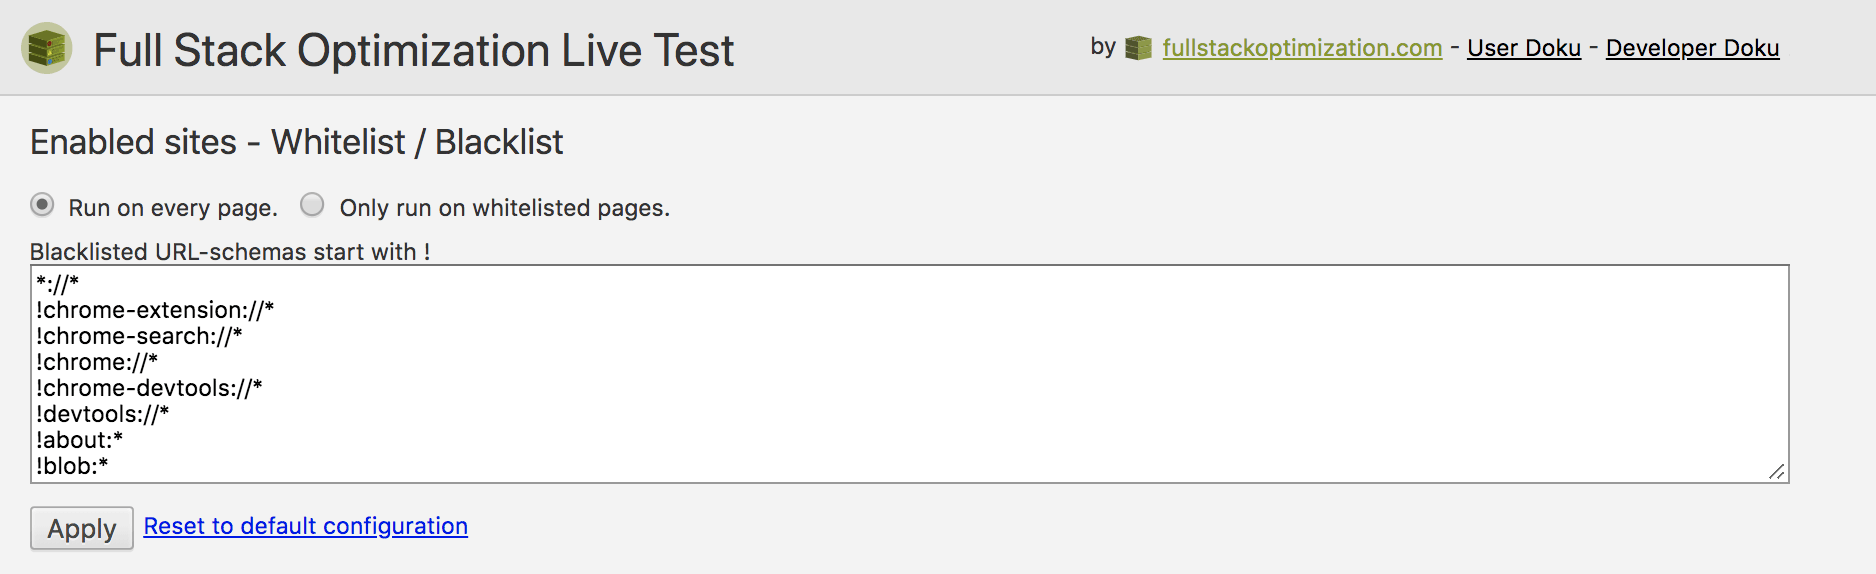 Full Stack Optimization Live Test
by fullstackoptimization.com - User Doku - Developer Doku
Enabled sites - Whitelist / Blacklist
Run on every page. Only run on whitelisted pages.
Blacklisted URL-schemas start with !
*://*
!chrome-extension://*
!chrome-search://*
!chrome://*
!chrome-devtools://*
!devtools://*
!about:*
!blob:*
Apply Reset to default configuration